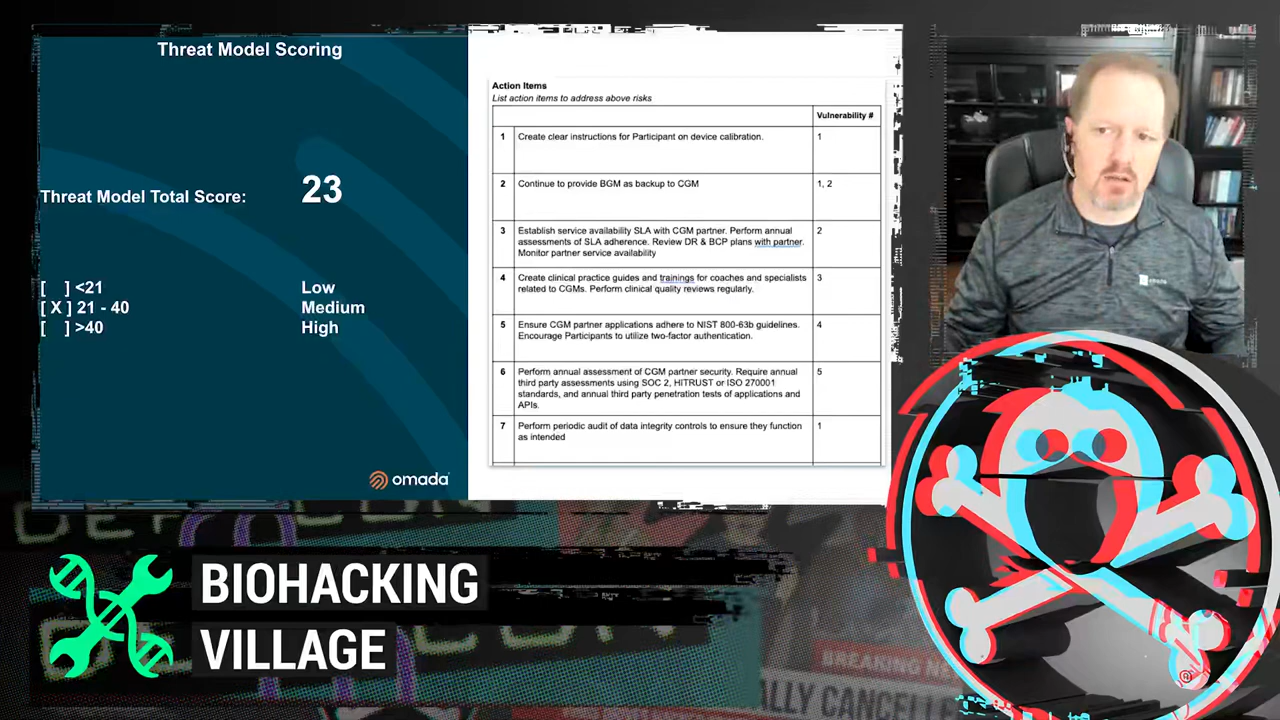 Threat Model Scoring
Threat Model Total Score: 23
[ ] <21 Low
[ X ] 21 - 40 Medium
[ ] >40 High
omada
Action Items
List action items to address above risks
Vulnerability #
1 Create clear instructions for Participant on device calibration. 1
2 Continue to provide BGM as backup to CGM 1, 2
3 Establish service availability SLA with CGM partner. Perform annual 2
assessments of SLA adherence. Review DR & BCP plans with partner.
Monitor partner service availability
4 Create clinical practice guides and trainings for coaches and specialists 3
related to CGMs. Perform clinical quality reviews regularly.
5 Ensure CGM partner applications adhere to NIST 800-63b guidelines. 4
Encourage Participants to utilize two-factor authentication.
6 Perform annual assessment of CGM partner security. Require annual 5
third party assessments using SOC 2, HITRUST or ISO 270001
standards, and annual third party penetration tests of applications and
APIs.
7 Perform periodic audit of data integrity controls to ensure they function 1
as intended
BIOHACKING
VILLAGE
BREAKING NE
ALLY CANCELLE